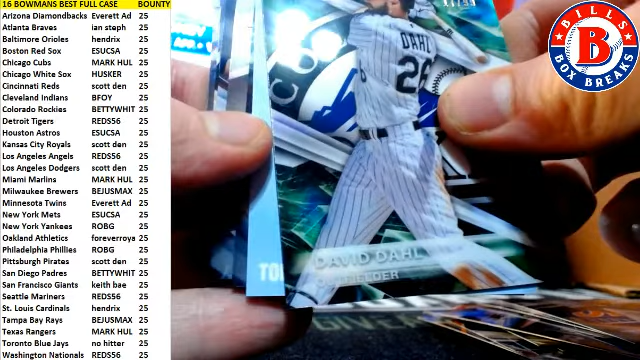 16 BOWMANS BEST FULL CASE BOUNTY
Arizona Diamondbacks Everett Ad 25
Atlanta Braves ian steph 25
Baltimore Orioles hendrix 25
Boston Red Sox ESUCSA 25
Chicago Cubs MARK HUL 25
Chicago White Sox HUSKER 25
Cincinnati Reds scott den 25
Cleveland Indians BFOY 25
Colorado Rockies BETTYWHIT 25
Detroit Tigers REDS56 25
Houston Astros ESUCSA 25
Kansas City Royals scott den 25
Los Angeles Angels REDS56 25
Los Angeles Dodgers scott den 25
Miami Marlins MARK HUL 25
Milwaukee Brewers BEJUSMAX 25
Minnesota Twins Everett Ad 25
New York Mets ESUCSA 25
New York Yankees ROBG 25
Oakland Athletics foreverroya 25
Philadelphia Phillies ROBG 25
Pittsburgh Pirates scott den 25
San Diego Padres BETTYWHIT 25
San Francisco Giants keith bae 25
Seattle Mariners REDS56 25
St. Louis Cardinals hendrix 25
Tampa Bay Rays BEJUSMAX 25
Texas Rangers MARK HUL 25
Toronto Blue Jays no hitter 25
Washington Nationals REDS56 25
DAHL
26
DAVID DAHL
OUTFIELDER
TO
BILLS
B
BOX BREAKS